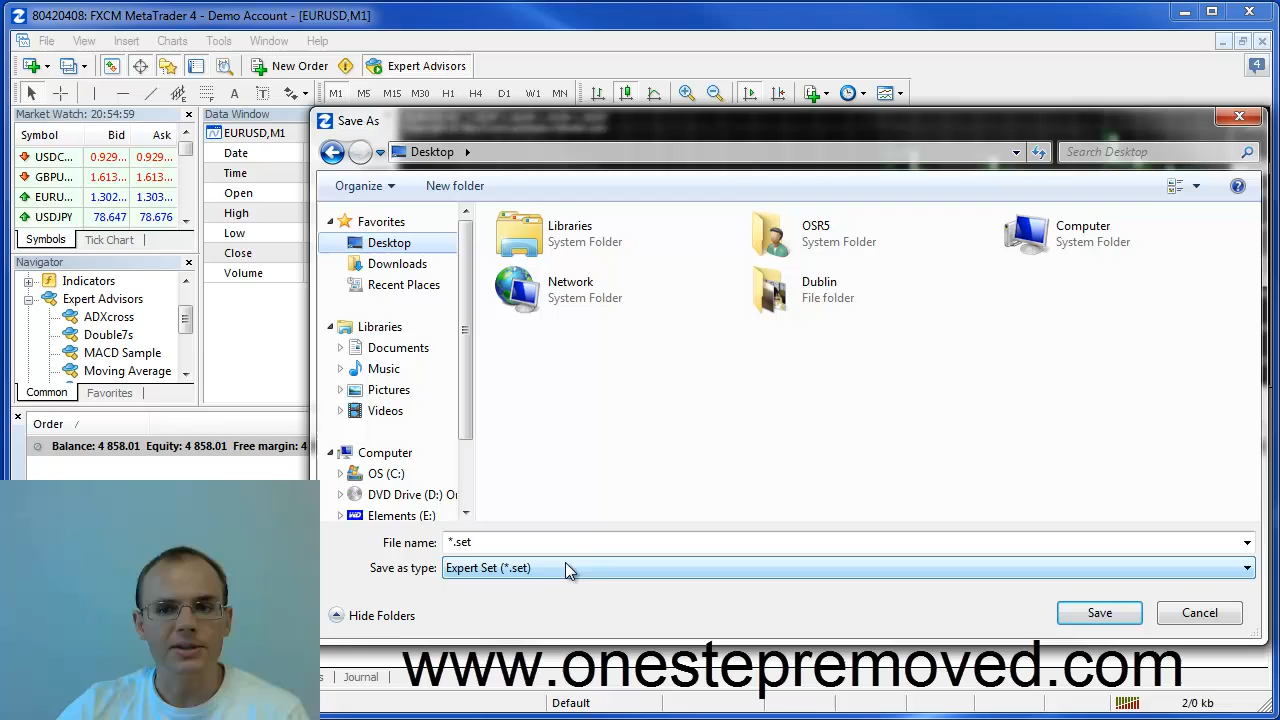 80420408: FXCM MetaTrader 4 - Demo Account - [EURUSD,M1]
File View Insert Charts Tools Window Help
New Order Expert Advisors 4
A T M1 M5 M15 M30 H1 H4 D1 W1 MN
Market Watch: 20:54:59
Symbol Bid Ask
USDC... 0.929... 0.929...
GBPU... 1.613... 1.613...
EURU... 1.302... 1.303...
USDJPY 78.647 78.676
Symbols Tick Chart
Navigator
Indicators
Expert Advisors
ADXcross
Double7s
MACD Sample
Moving Average
Common Favorites
Data Window
EURUSD,M1
Date
Time
Open
High
Low
Close
Volume
Order /
Balance: 4 858.01 Equity: 4 858.01 Free margin: 4
Save As
Desktop
Search Desktop
Organize New folder
Favorites
Desktop
Downloads
Recent Places
Libraries
Documents
Music
Pictures
Videos
Computer
OS (C:)
DVD Drive (D:) Or
Elements (E:)
Libraries
System Folder
OSR5
System Folder
Computer
System Folder
Network
System Folder
Dublin
File folder
File name: *.set
Save as type: Expert Set (*.set)
Hide Folders
Save Cancel
www.onestepremoved.com
Journal
Default 2/0 kb